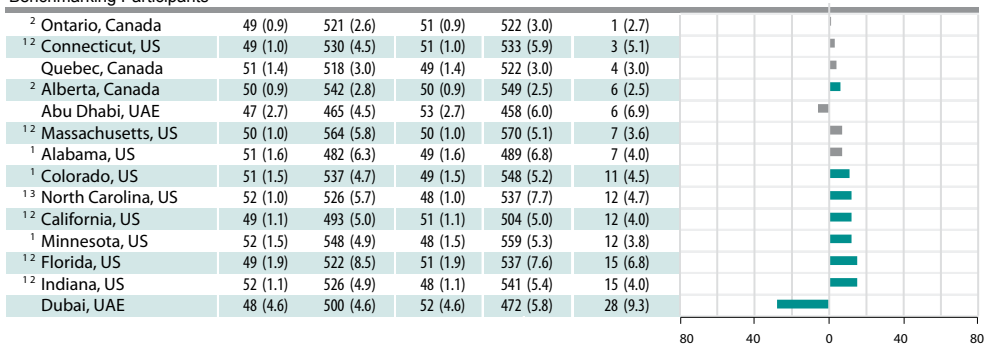 Benchmarking Participants
² Ontario, Canada 49 (0.9) 521 (2.6) 51 (0.9) 522 (3.0) 1 (2.7)
¹ ² Connecticut, US 49 (1.0) 530 (4.5) 51 (1.0) 533 (5.9) 3 (5.1)
Quebec, Canada 51 (1.4) 518 (3.0) 49 (1.4) 522 (3.0) 4 (3.0)
² Alberta, Canada 50 (0.9) 542 (2.8) 50 (0.9) 549 (2.5) 6 (2.5)
Abu Dhabi, UAE 47 (2.7) 465 (4.5) 53 (2.7) 458 (6.0) 6 (6.9)
¹ ² Massachusetts, US 50 (1.0) 564 (5.8) 50 (1.0) 570 (5.1) 7 (3.6)
¹ Alabama, US 51 (1.6) 482 (6.3) 49 (1.6) 489 (6.8) 7 (4.0)
¹ Colorado, US 51 (1.5) 537 (4.7) 49 (1.5) 548 (5.2) 11 (4.5)
¹ ³ North Carolina, US 52 (1.0) 526 (5.7) 48 (1.0) 537 (7.7) 12 (4.7)
¹ ² California, US 49 (1.1) 493 (5.0) 51 (1.1) 504 (5.0) 12 (4.0)
¹ Minnesota, US 52 (1.5) 548 (4.9) 48 (1.5) 559 (5.3) 12 (3.8)
¹ ² Florida, US 49 (1.9) 522 (8.5) 51 (1.9) 537 (7.6) 15 (6.8)
¹ ² Indiana, US 52 (1.1) 526 (4.9) 48 (1.1) 541 (5.4) 15 (4.0)
Dubai, UAE 48 (4.6) 500 (4.6) 52 (4.6) 472 (5.8) 28 (9.3)
80 40 0 40 80